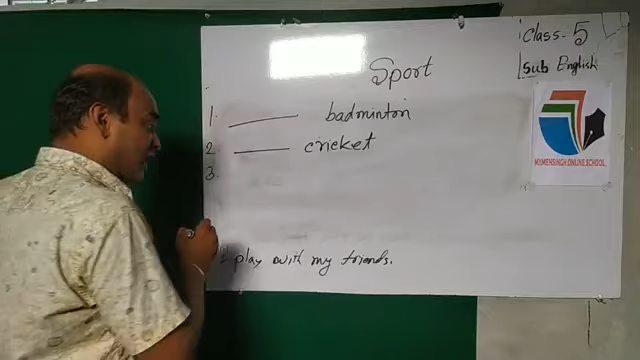 Class-5
Sub English
Sport
1. ______ badminton
2 ______ cricket
3.
play with my friends.
MYMENSINGH.ONLINE.SCHOOL